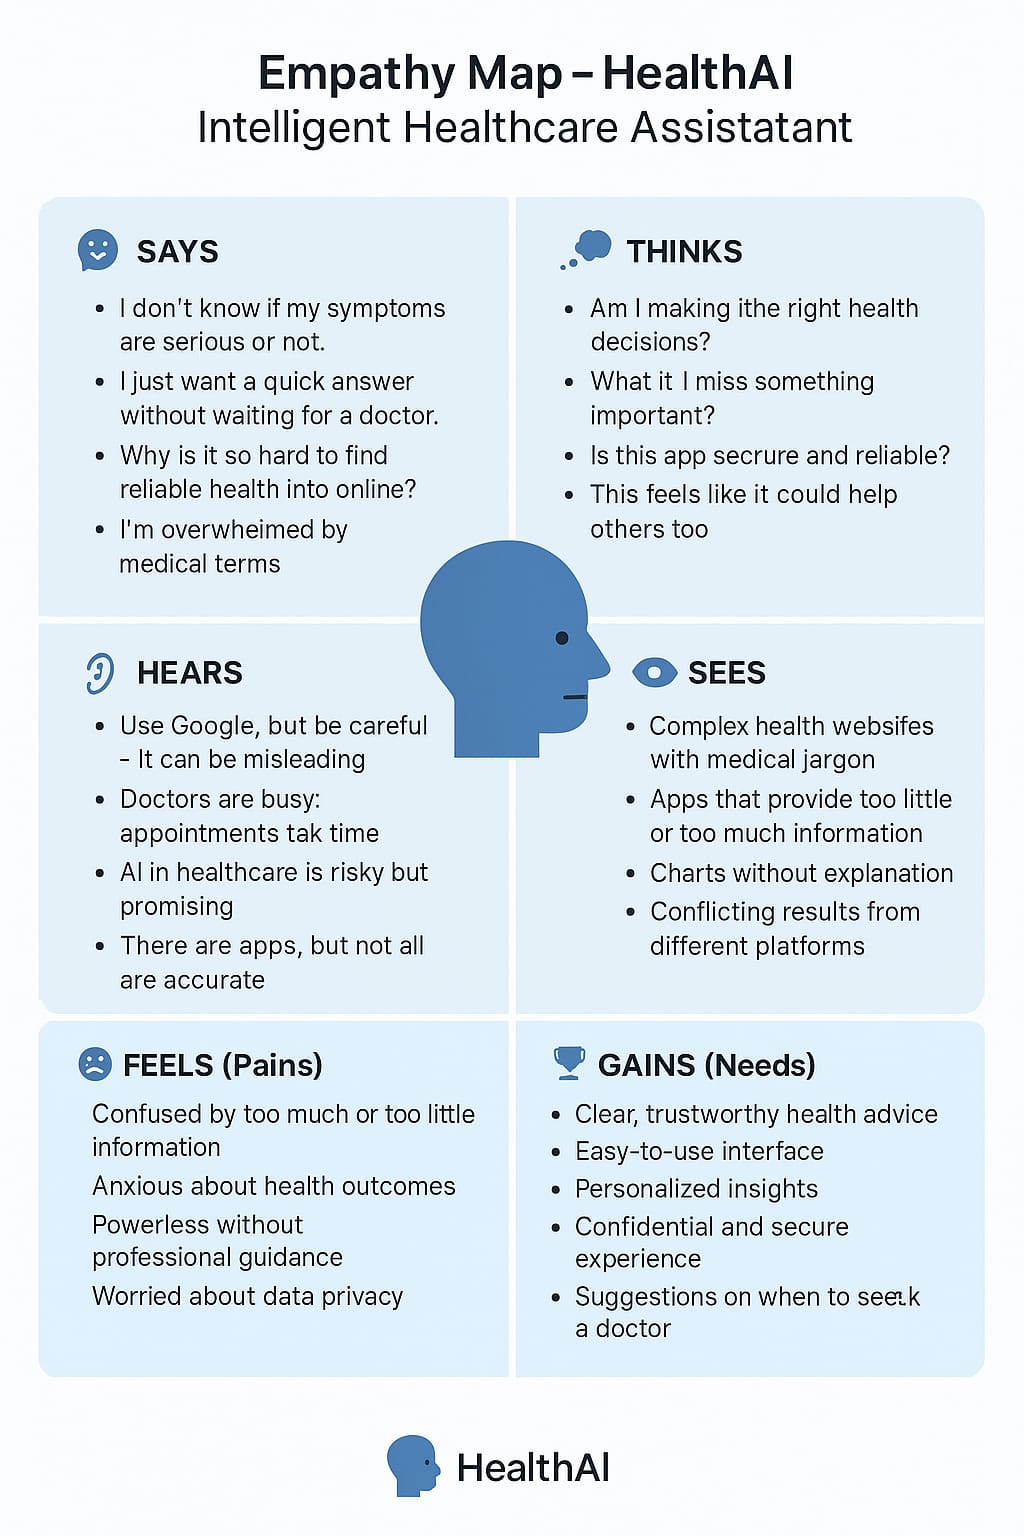 Empathy Map – HealthAI
Intelligent Healthcare Assistatant
SAYS
• I don't know if my symptoms
are serious or not.
• I just want a quick answer
without waiting for a doctor.
• Why is it so hard to find
reliable health into online?
• I'm overwheimed by
medical terms
THINKS
• Am I making ithe right health
decisions?
• What it I miss something
important?
• Is this app secrure and reliable?
• This feels like it could help
others too
HEARS
• Use Google, but be careful
– It can be misleading
• Doctors are busy:
appointments tak time
• AI in healthcare is risky but
promising
• There are apps, but not all
are accurate
SEES
• Complex health websifes
with medical jargon
• Apps that provide too little
or too much information
• Charts without explanation
• Conflicting results from
different platforms
FEELS (Pains)
Confused by too much or too little
information
Anxious about health outcomes
Powerless without
professional guidance
Worried about data privacy
GAINS (Needs)
• Clear, trustworthy health advice
• Easy-to-use interface
• Personalized insights
• Confidential and secure
experience
• Suggestions on when to seeĸ.k
a doctor
HealthAI